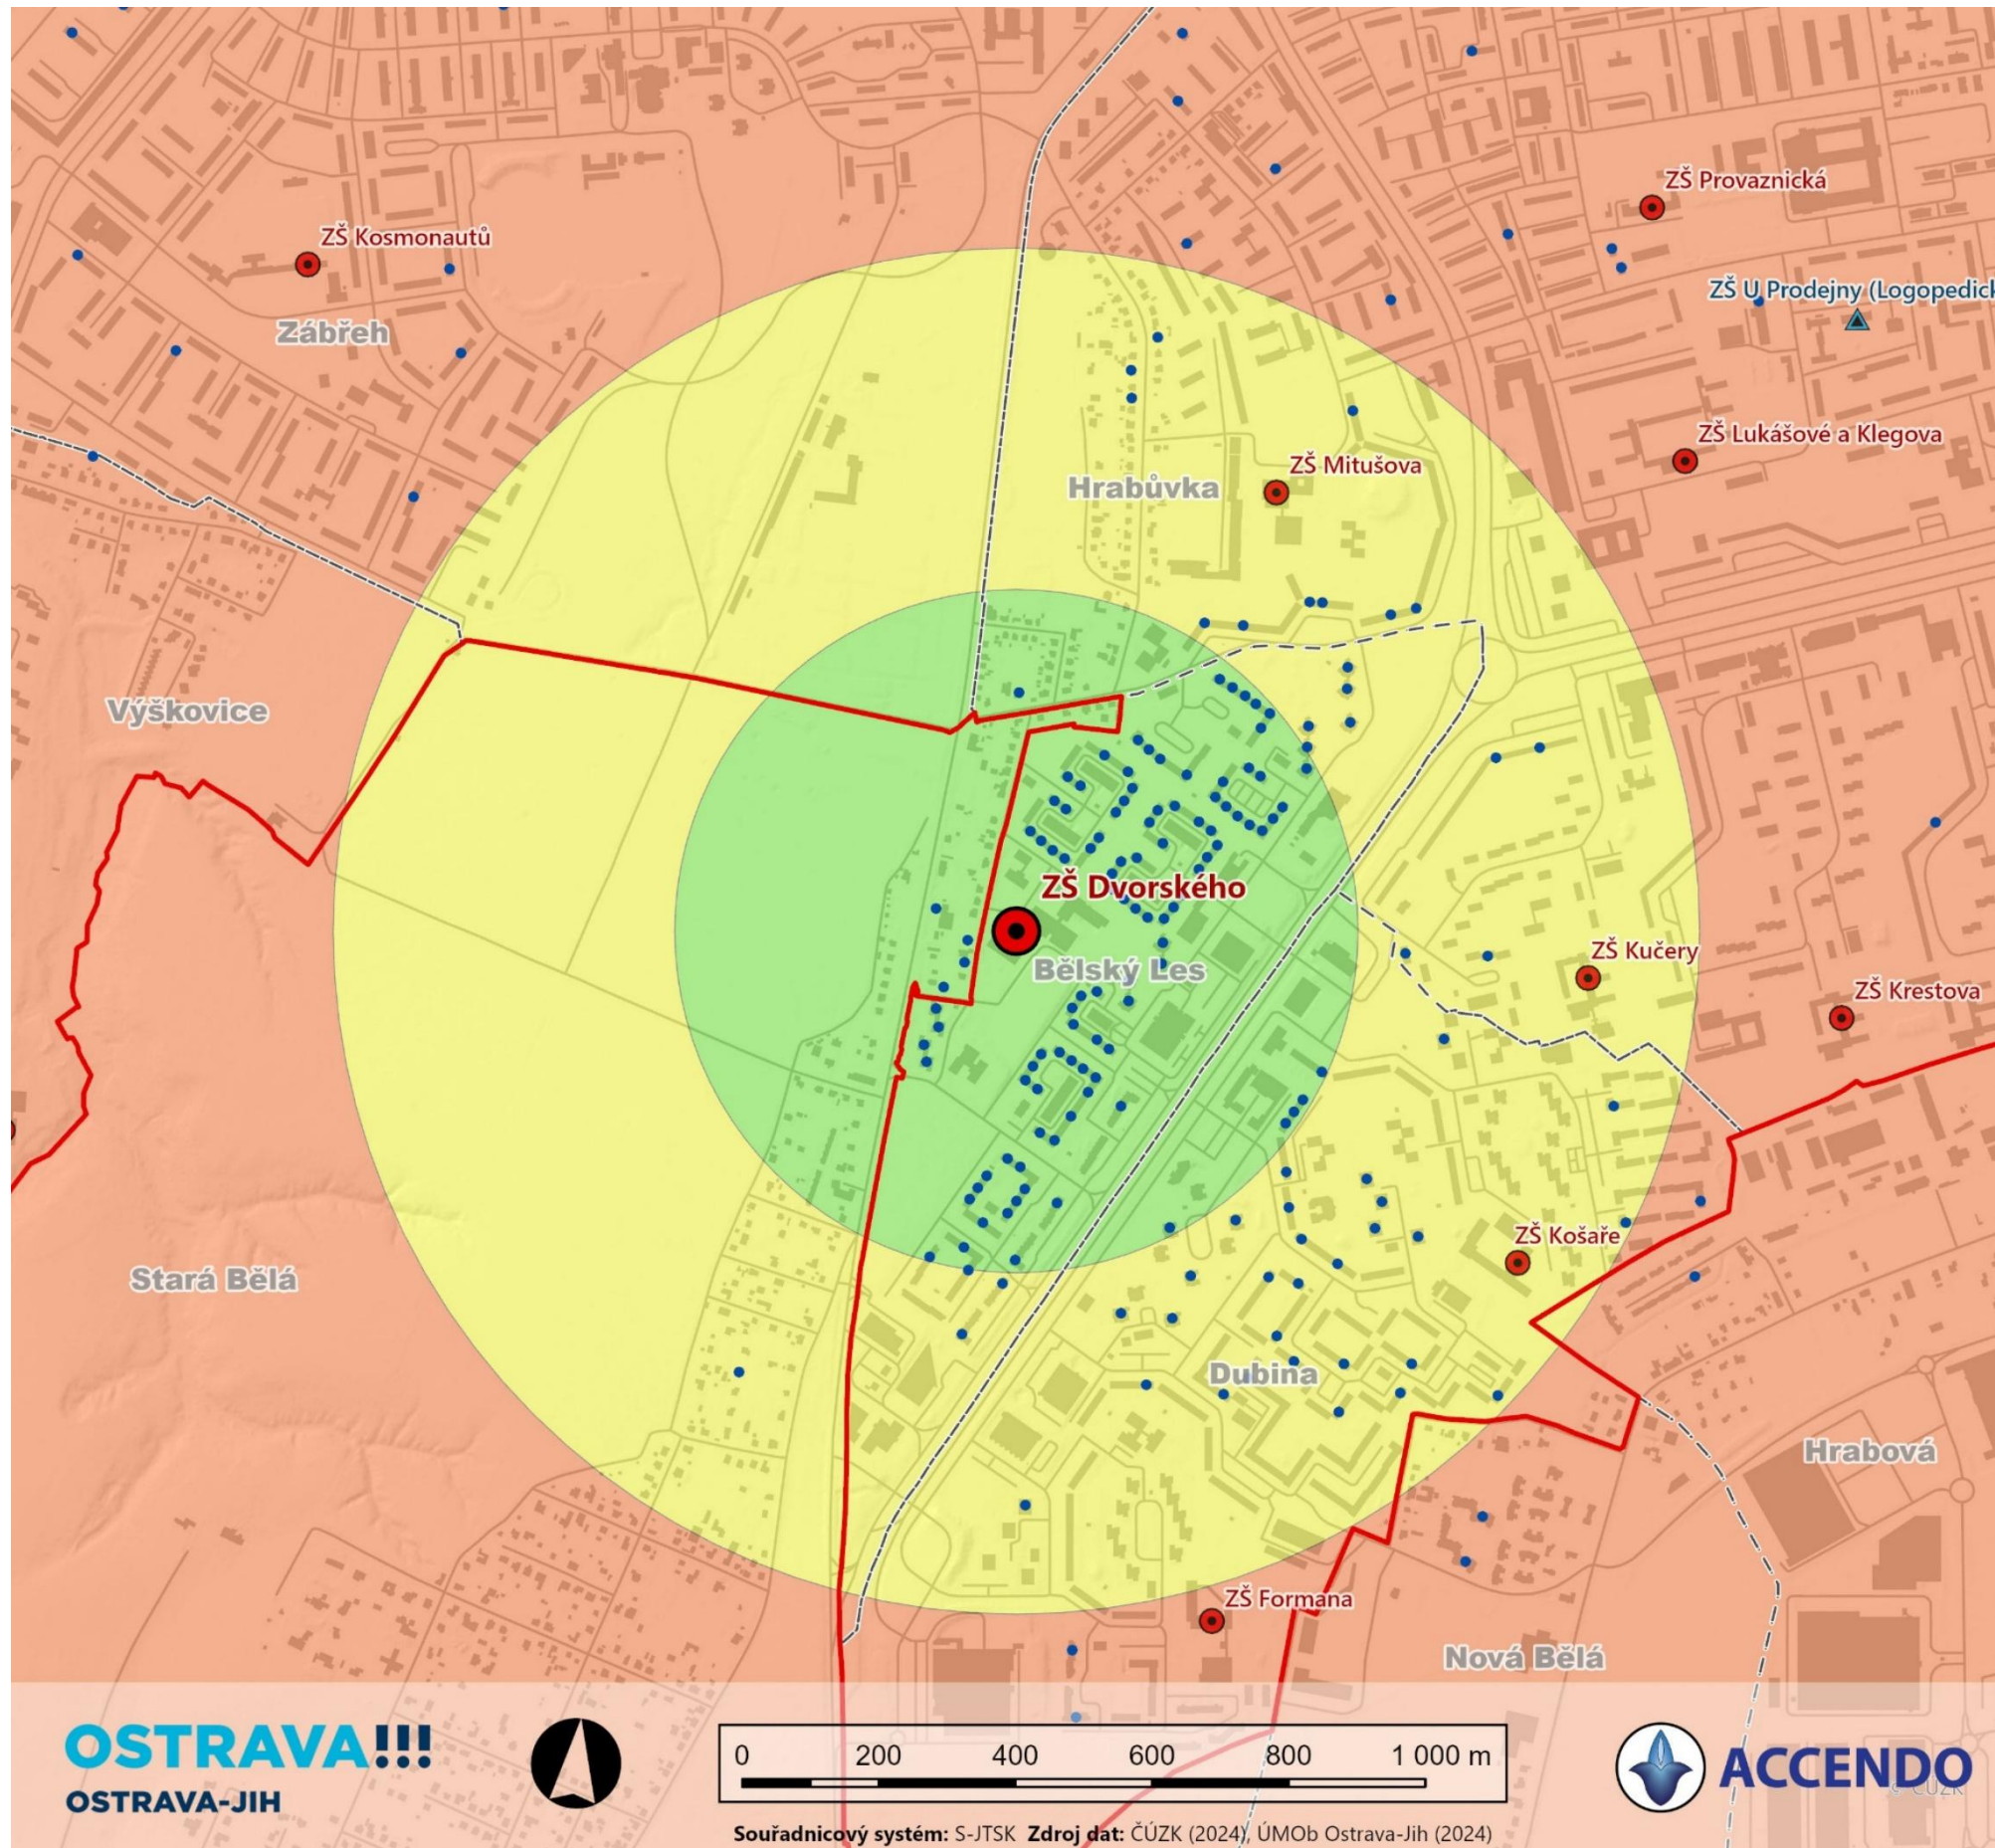 ZŠ Provaznická
ZŠ Kosmonautů
ZŠ U Prodejny (Logopedick
Zábřeh
ZŠ Lukášové a Klegova
ZŠ Mitušova
Hrabůvka
Výškovice
ZŠ Dvorského
ZŠ Kučery
Bělský Les
ZŠ Krestova
ZŠ Košaře
Stará Bělá
Dubina
Hrabová
ZŠ Formana
Nová Bělá
OSTRAVA!!!
OSTRAVA-JIH
0 200 400 600 800 1 000 m
ACCENDO
© ČÚZK
Souřadnicový systém: S-JTSK Zdroj dat: ČÚZK (2024), ÚMOb Ostrava-Jih (2024)